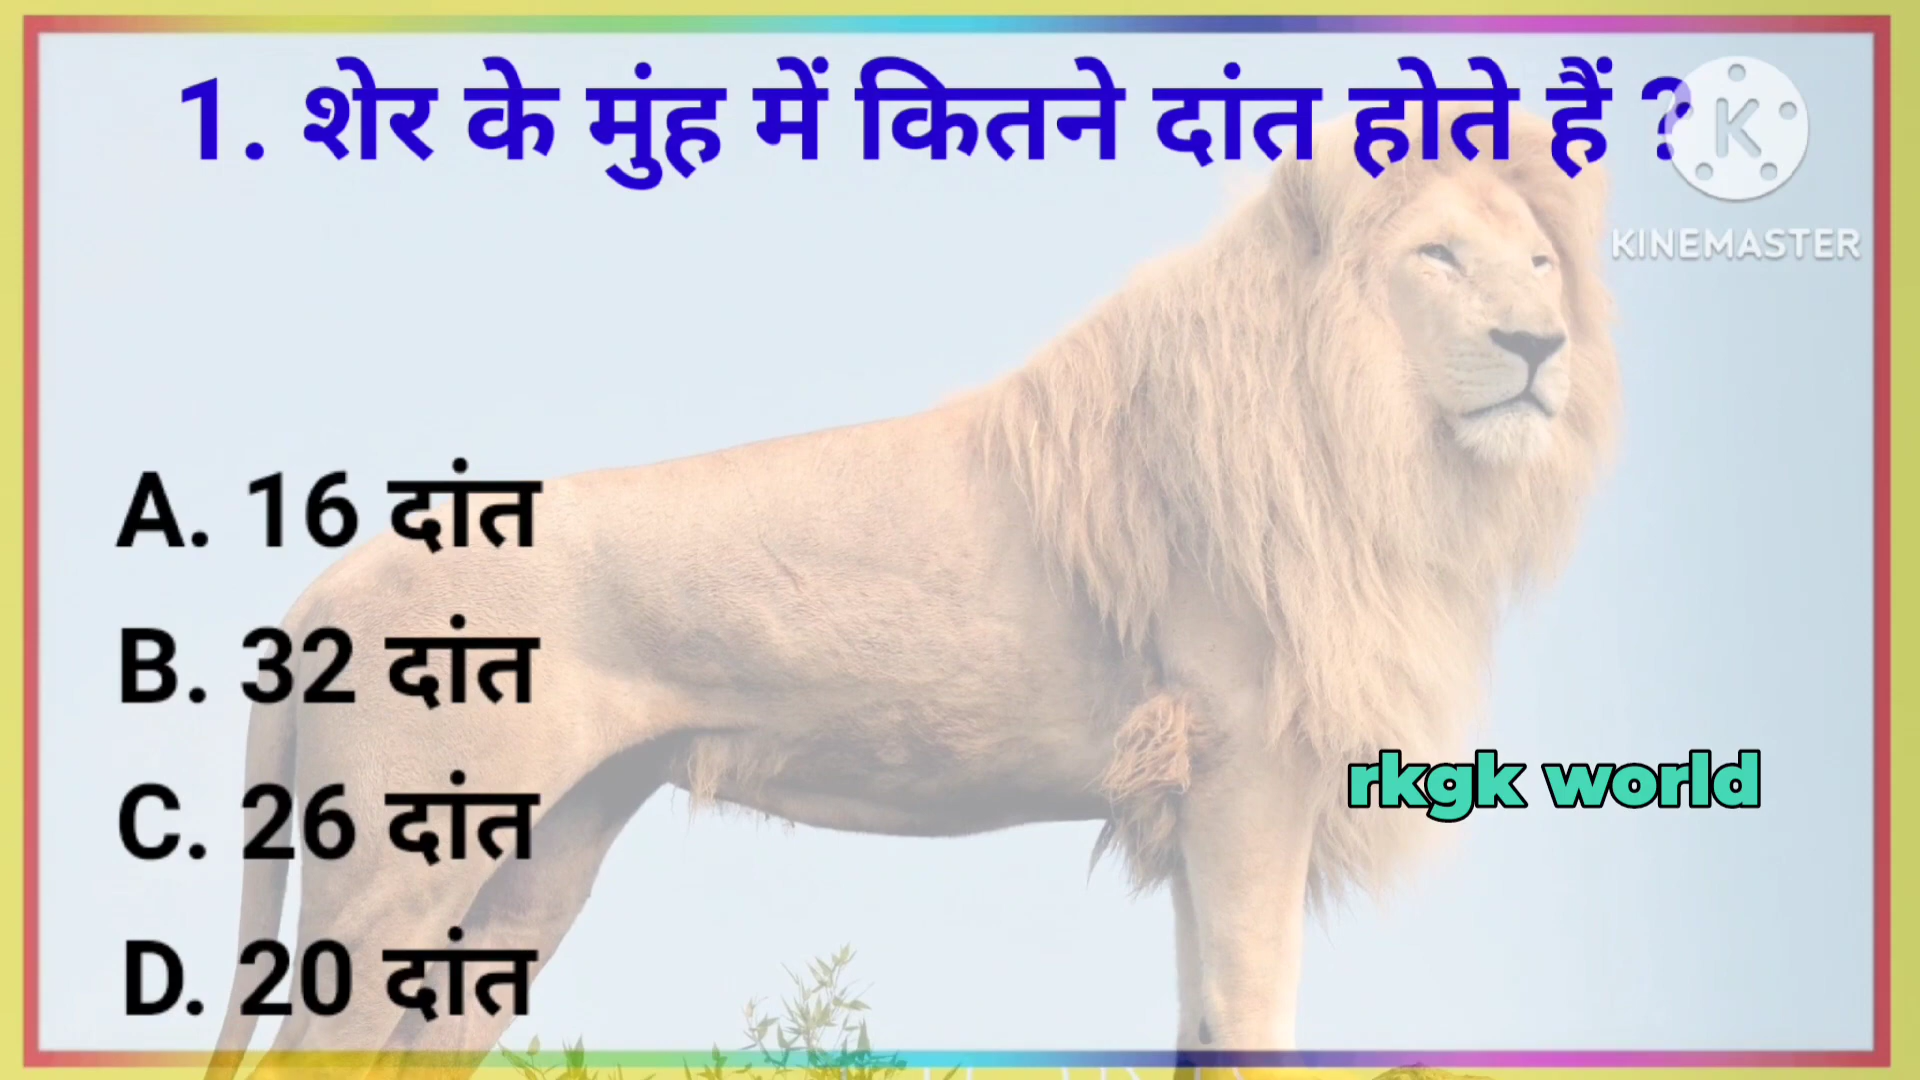 1. शेर के मुंह में कितने दांत होते हैं ?
K
KINEMASTER
A. 16 दांत
B. 32 दांत
C. 26 दांत
rkgk world
D. 20 दांत